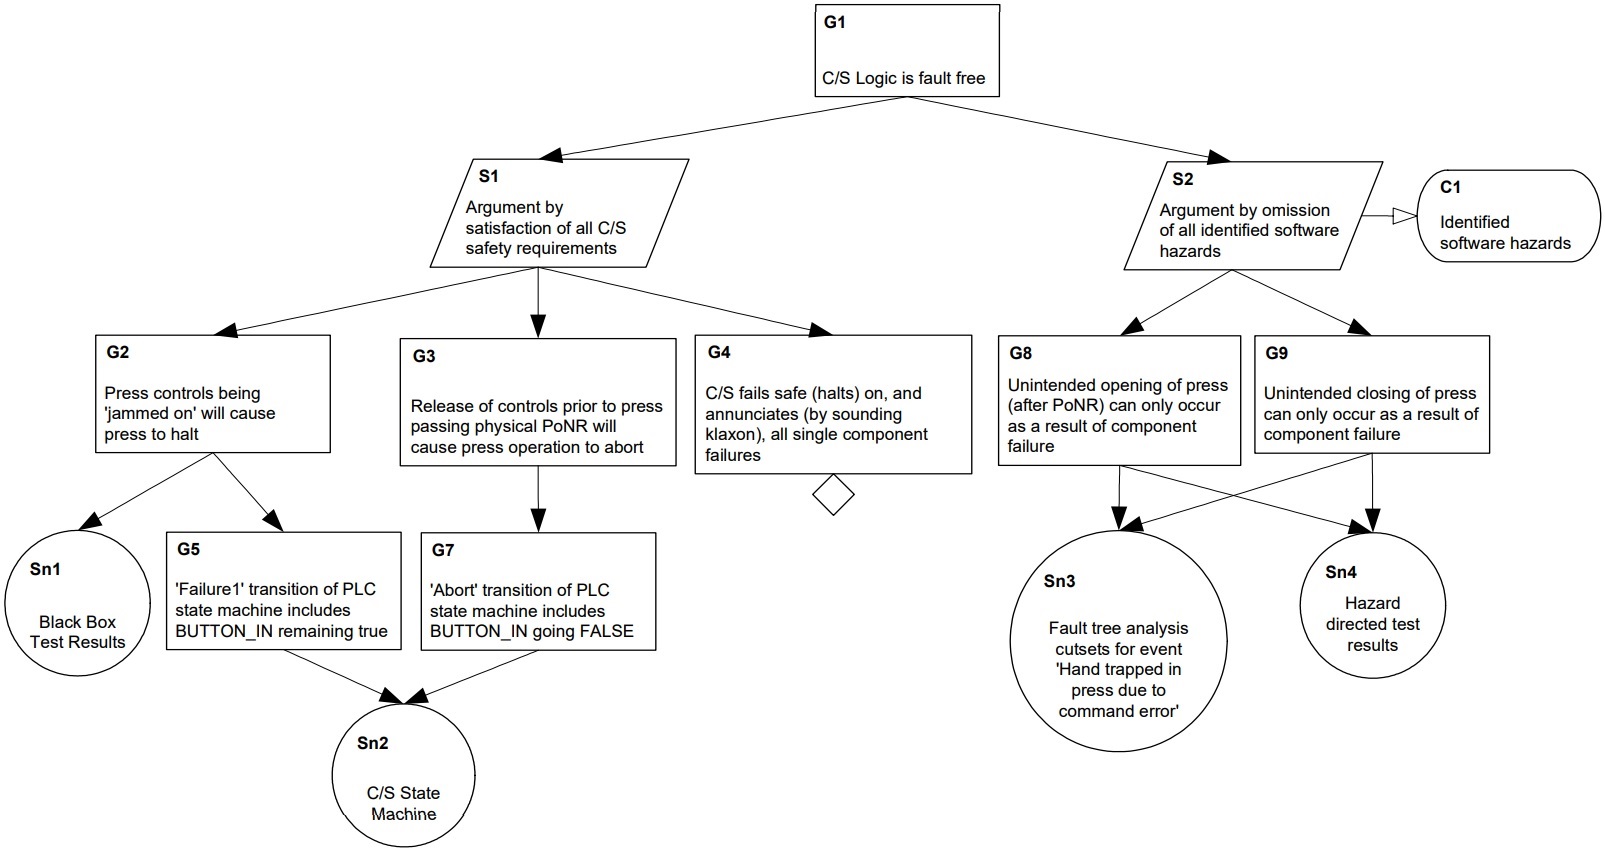 G1
C/S Logic is fault free
S1
Argument by
satisfaction of all C/S
safety requirements
S2
Argument by omission
of all identified software
hazards
C1
Identified
software hazards
G2
Press controls being
'jammed on' will cause
press to halt
G3
Release of controls prior to press
passing physical PoNR will
cause press operation to abort
G4
C/S fails safe (halts) on, and
annunciates (by sounding
klaxon), all single component
failures
G8
Unintended opening of press
(after PoNR) can only occur
as a result of component
failure
G9
Unintended closing of press
can only occur as a result of
component failure
Sn1
Black Box
Test Results
G5
'Failure1' transition of PLC
state machine includes
BUTTON_IN remaining true
G7
'Abort' transition of PLC
state machine includes
BUTTON_IN going FALSE
Sn3
Fault tree analysis
cutsets for event
'Hand trapped in
press due to
command error'
Sn4
Hazard
directed test
results
Sn2
C/S State
Machine